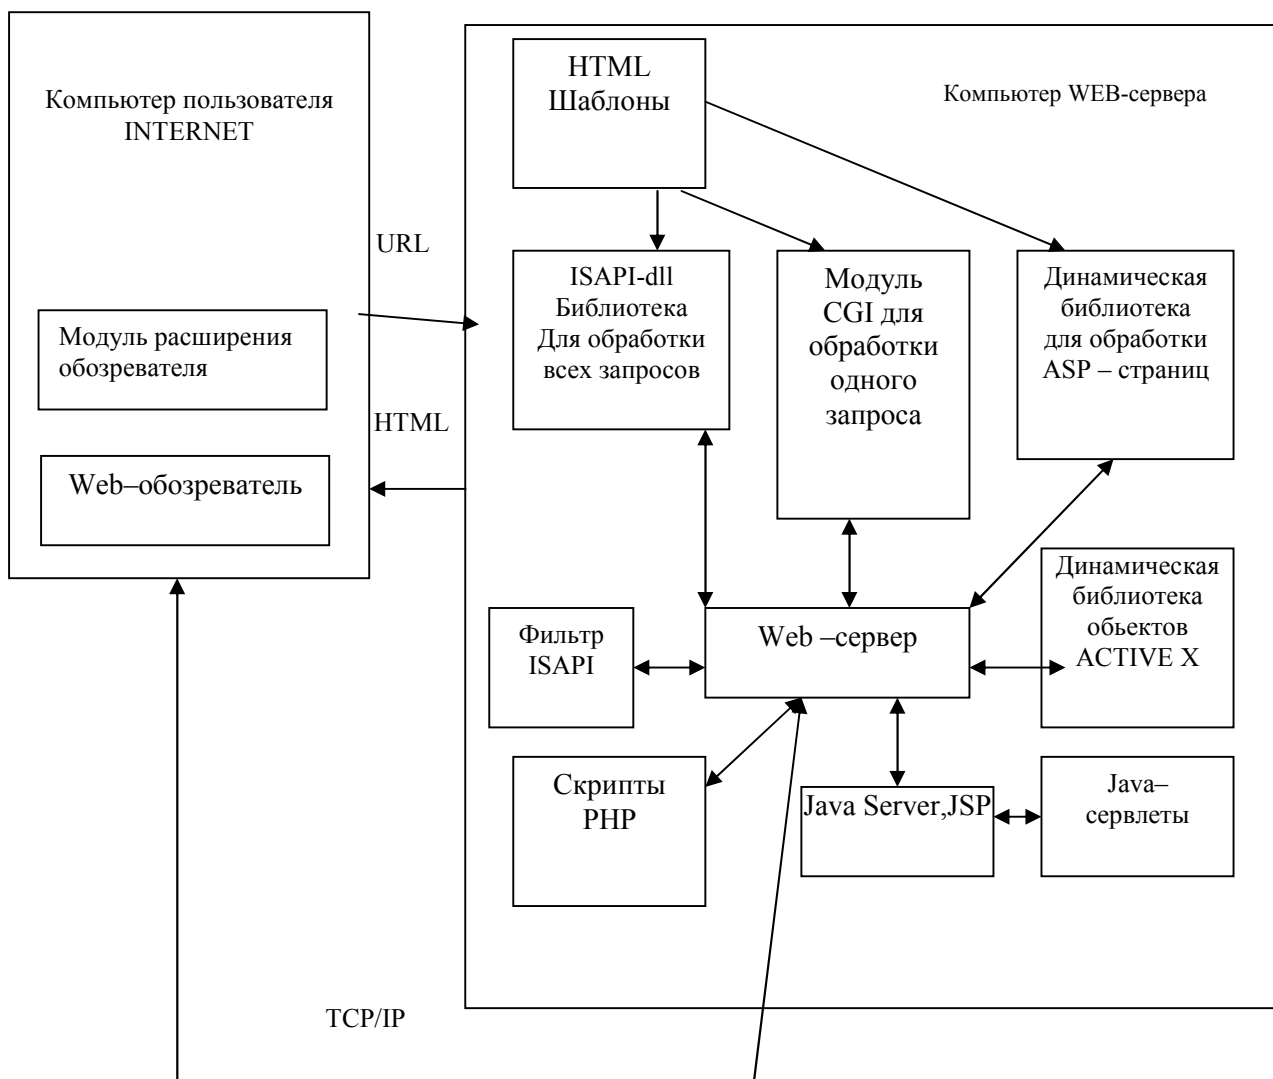 Компьютер пользователя
INTERNET
Модуль расширения
обозревателя
Web–обозреватель
URL
HTML
Компьютер WEB-сервера
HTML
Шаблоны
ISAPI-dll
Библиотека
Для обработки
всех запросов
Модуль
CGI для
обработки
одного
запроса
Динамическая
библиотека
для обработки
ASP – страниц
Фильтр
ISAPI
Web –сервер
Динамическая
библиотека
обьектов
ACTIVE X
Скрипты
PHP
Java Server,JSP
Java–
сервлеты
TCP/IP